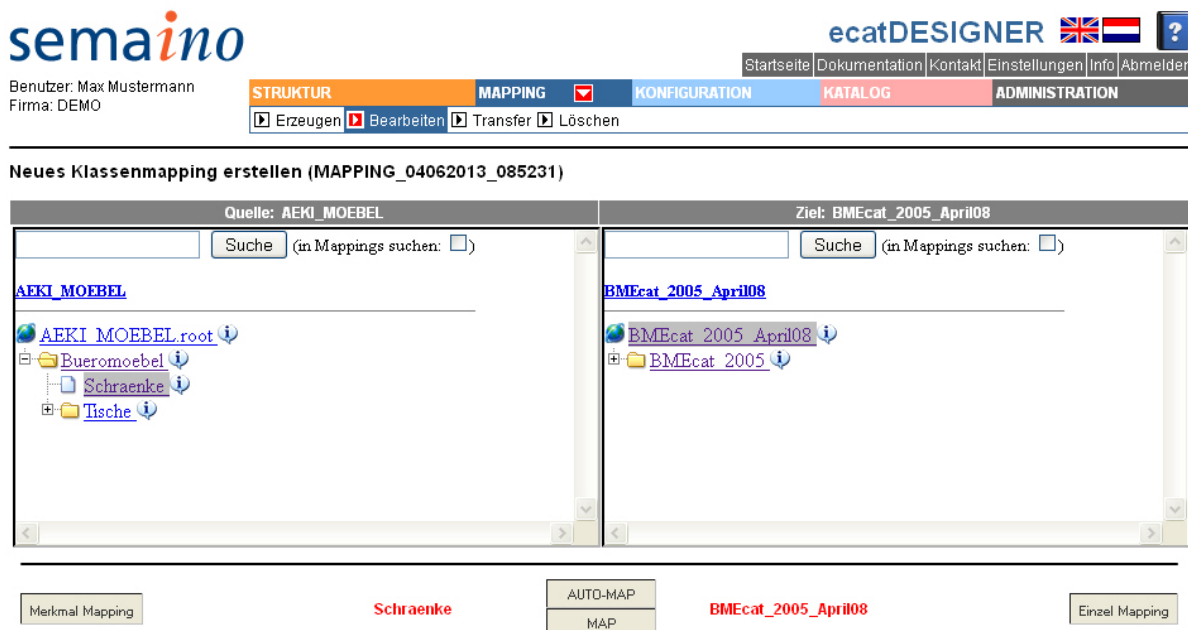 semaino
ecatDESIGNER ?
Startseite Dokumentation Kontakt Einstellungen Info Abmelden
Benutzer: Max Mustermann
Firma: DEMO
STRUKTUR MAPPING KONFIGURATION KATALOG ADMINISTRATION
Erzeugen Bearbeiten Transfer Löschen
Neues Klassenmapping erstellen (MAPPING_04062013_085231)
Quelle: AEKI_MOEBEL Ziel: BMEcat_2005_April08
Suche (in Mappings suchen: ) Suche (in Mappings suchen: )
AEKI_MOEBEL BMEcat_2005_April08
AEKI_MOEBEL.root BMEcat_2005_April08
Bueromoebel BMEcat_2005
Schraenke
Tische
AUTO-MAP
Merkmal Mapping Schraenke BMEcat_2005_April08 Einzel Mapping
MAP